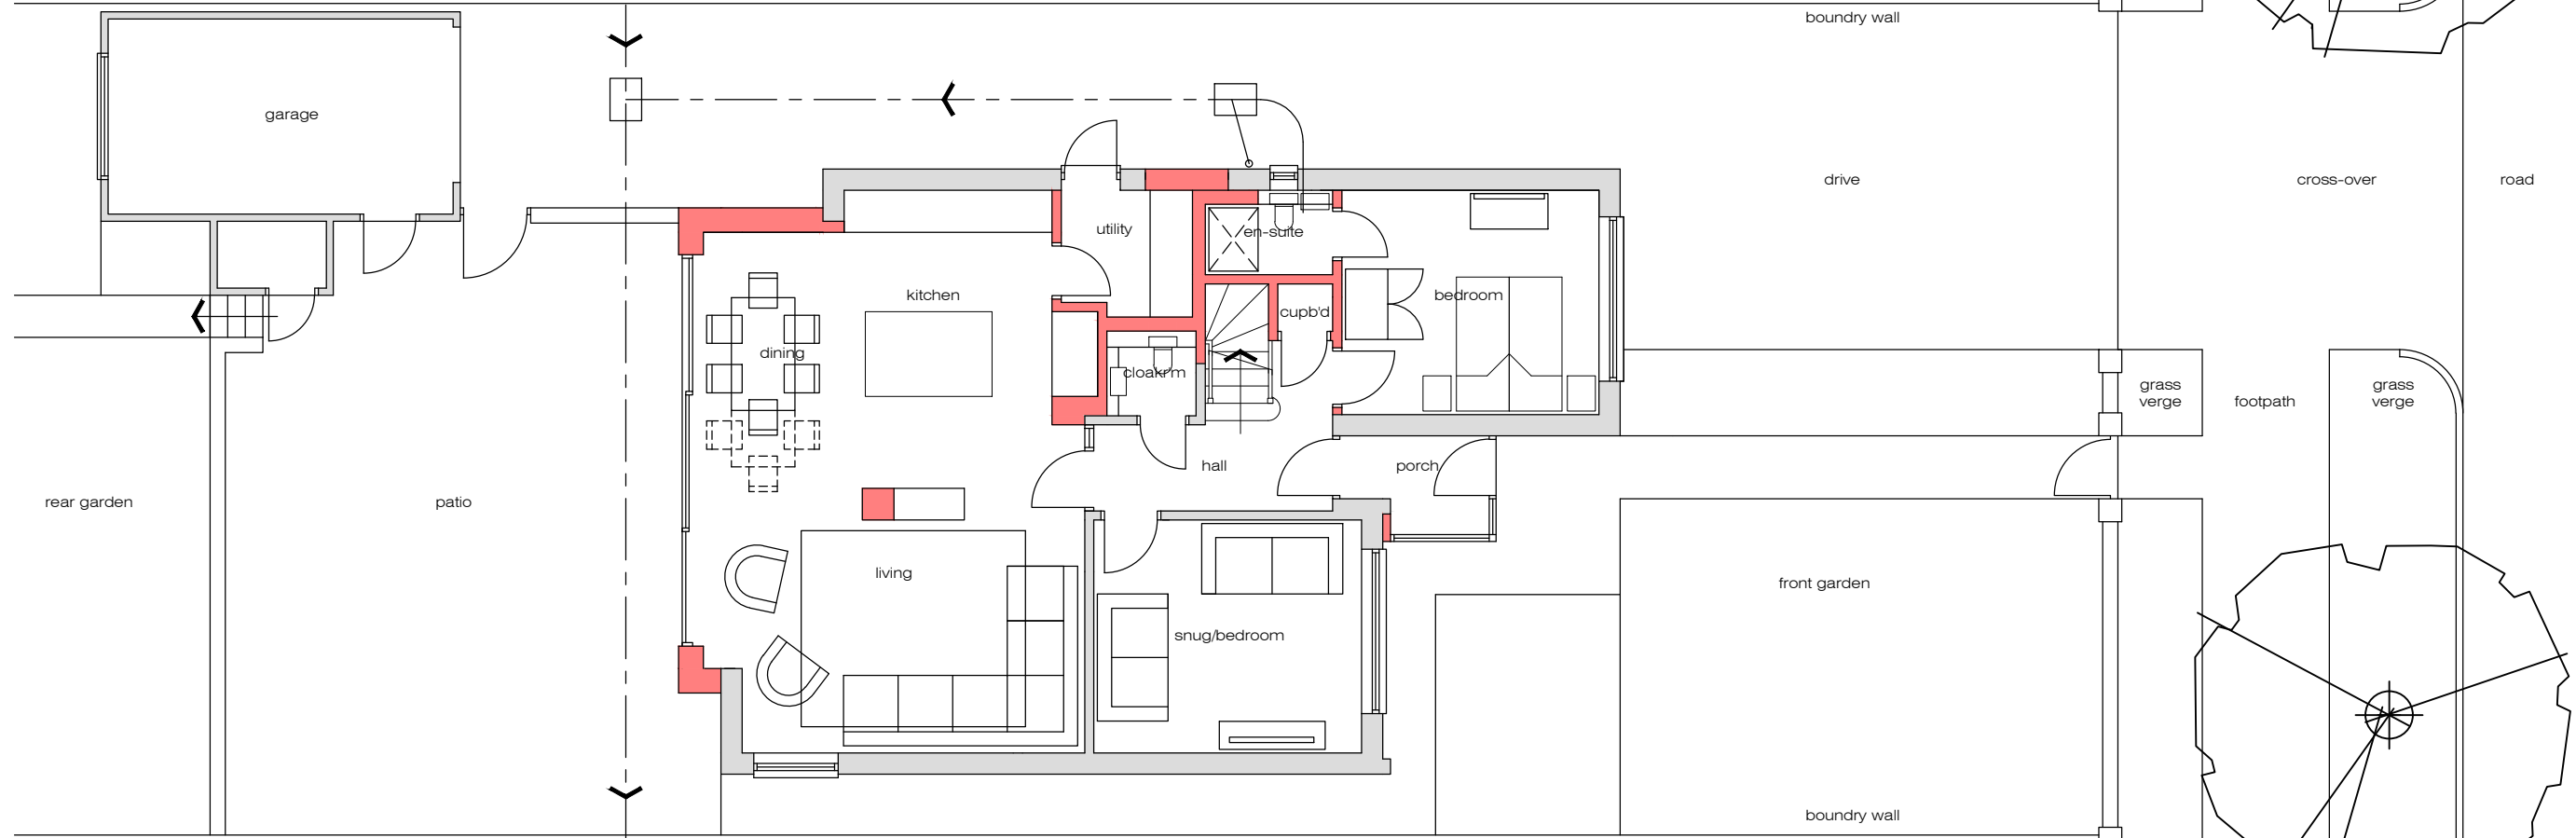 boundry wall
garage
drive
cross-over
road
utility
en-suite
kitchen
bedroom
cupb'd
dining
cloakr'm
grass
verge
footpath
grass
verge
hall
porch
rear garden
patio
living
front garden
snug/bedroom
boundry wall